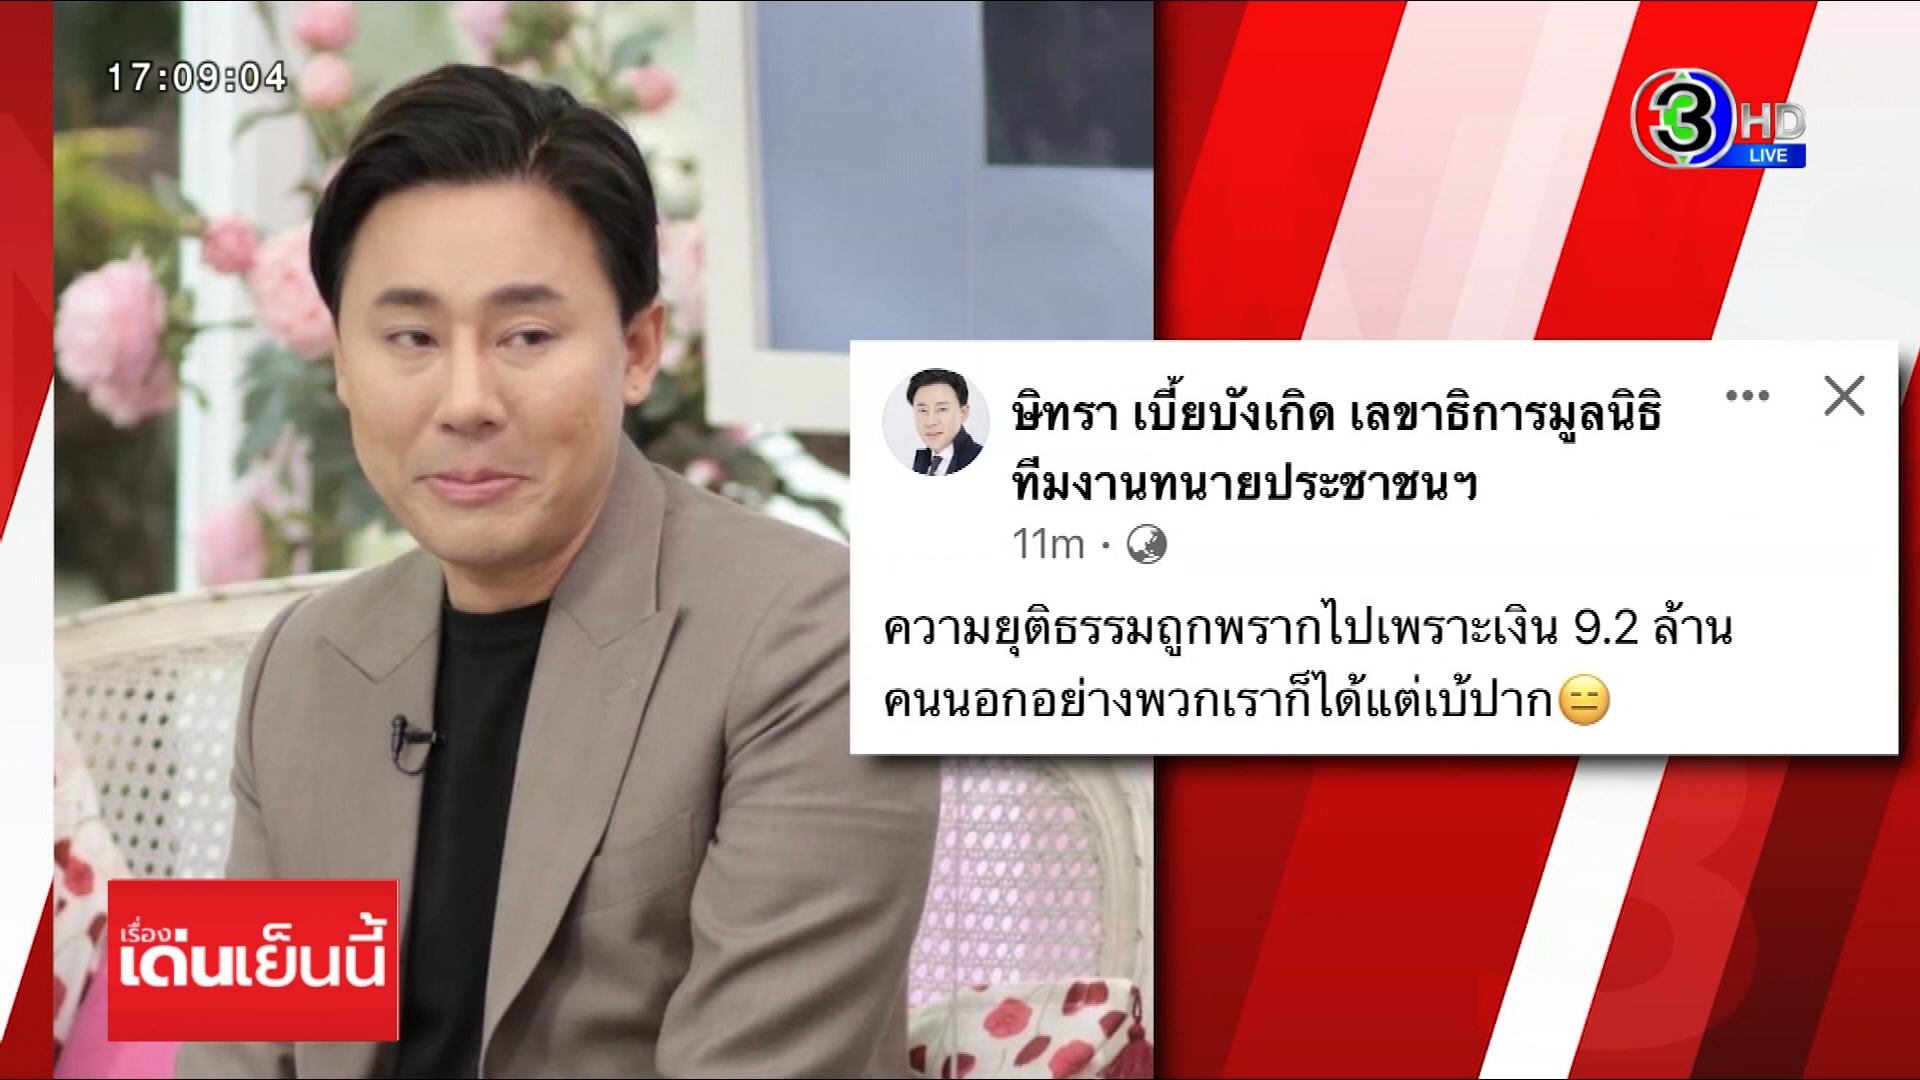 17:09:04
3 HD
LIVE
ษิทรา เบี้ยบังเกิด เลขาธิการมูลนิธิ
ทีมงานทนายประชาชนฯ
11m
ความยุติธรรมถูกพรากไปเพราะเงิน 9.2 ล้าน
คนนอกอย่างพวกเราก็ได้แต่เบ้ปาก😑
เรื่อง
เด่นเย็นนี้